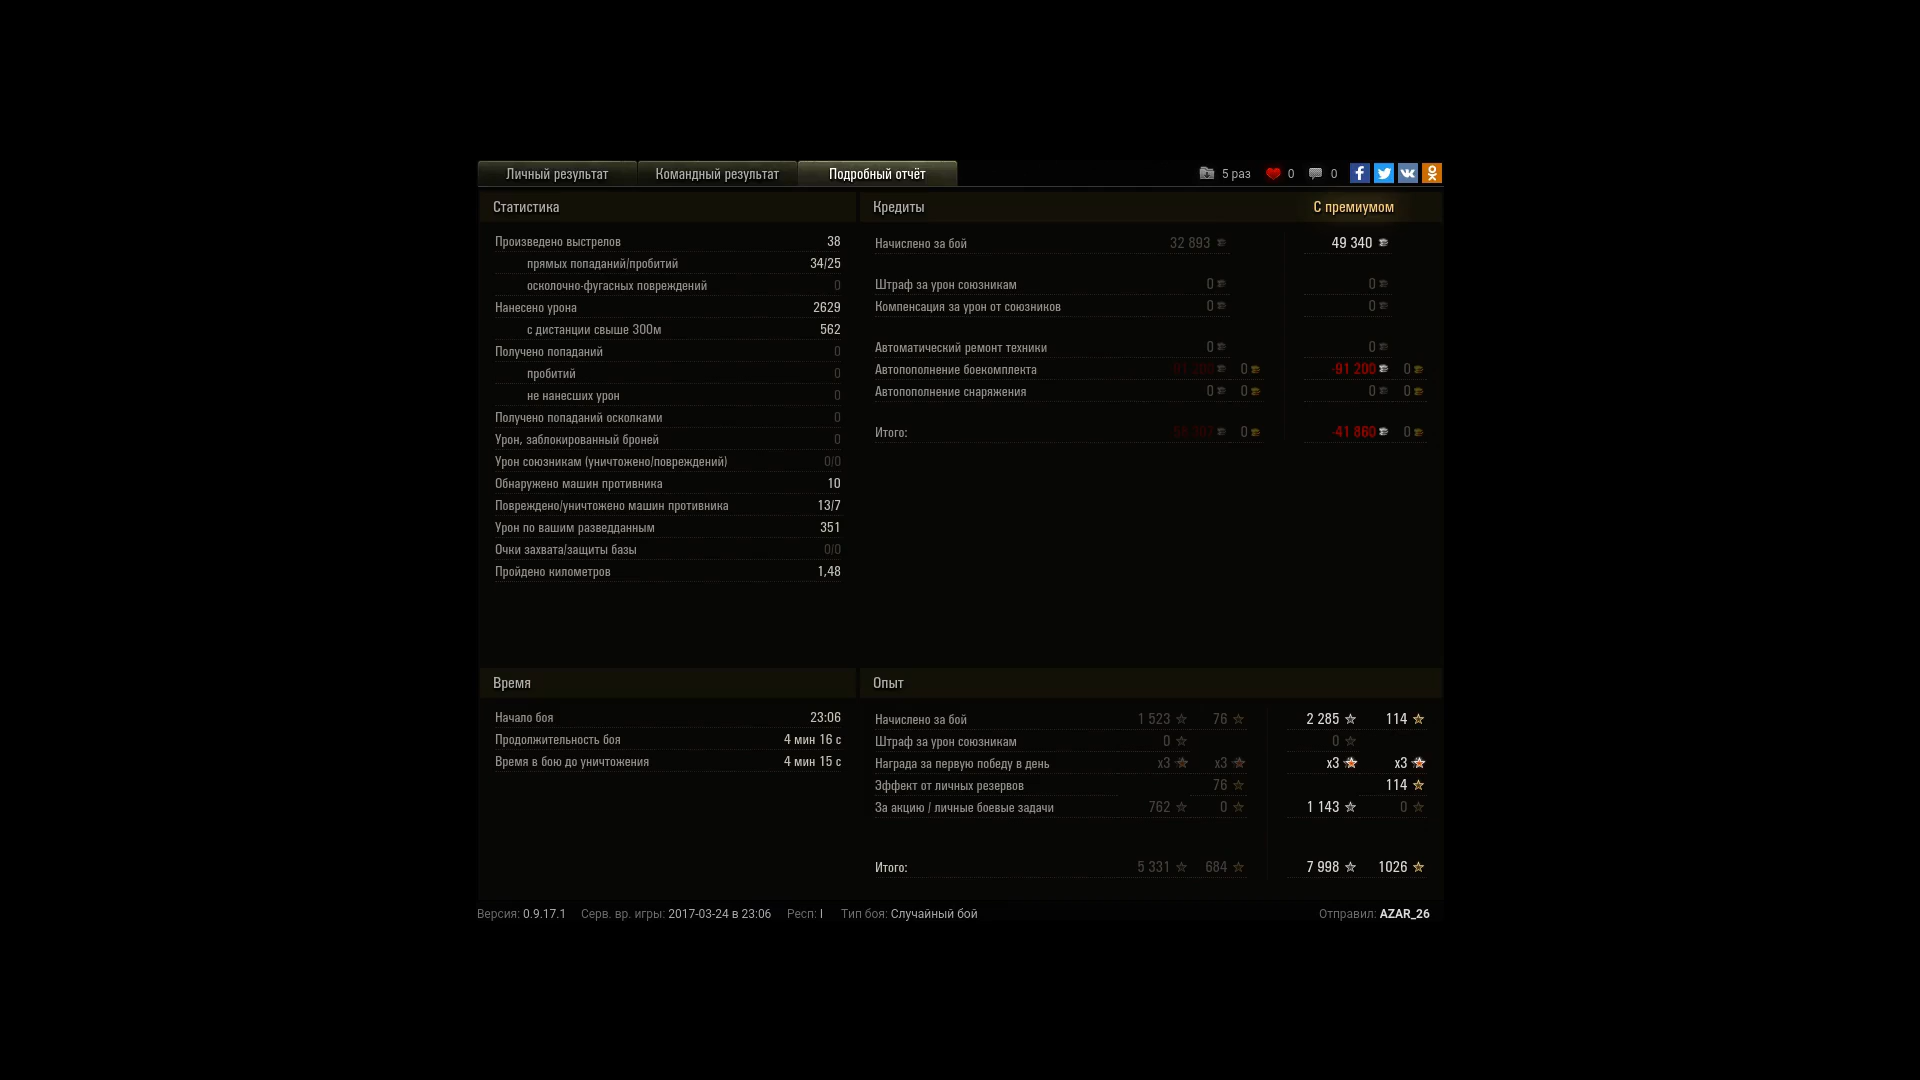 Личный результат Командный результат Подробный отчёт 5 раз 0 0
Статистика
Произведено выстрелов 38
прямых попаданий/пробитий 34/25
осколочно-фугасных повреждений 0
Нанесено урона 2629
с дистанции свыше 300м 562
Получено попаданий 0
пробитий 0
не нанесших урон 0
Получено попаданий осколками 0
Урон, заблокированный броней 0
Урон союзникам (уничтожено/повреждений) 0/0
Обнаружено машин противника 10
Повреждено/уничтожено машин противника 13/7
Урон по вашим разведданным 351
Очки захвата/защиты базы 0/0
Пройдено километров 1,48
Кредиты С премиумом
Начислено за бой 32 893 49 340
Штраф за урон союзникам 0 0
Компенсация за урон от союзников 0 0
Автоматический ремонт техники 0 0
Автопополнение боекомплекта -91 200 0 -91 200 0
Автопополнение снаряжения 0 0 0 0
Итого: -58 307 0 -41 860 0
Время
Начало боя 23:06
Продолжительность боя 4 мин 16 с
Время в бою до уничтожения 4 мин 15 с
Опыт
Начислено за бой 1 523 76 2 285 114
Штраф за урон союзникам 0 0
Награда за первую победу в день x3 x3 x3 x3
Эффект от личных резервов 76 114
За акцию / личные боевые задачи 762 0 1 143 0
Итого: 5 331 684 7 998 1026
Версия: 0.9.17.1 Серв. вр. игры: 2017-03-24 в 23:06 Респ: I Тип боя: Случайный бой Отправил: AZAR_26